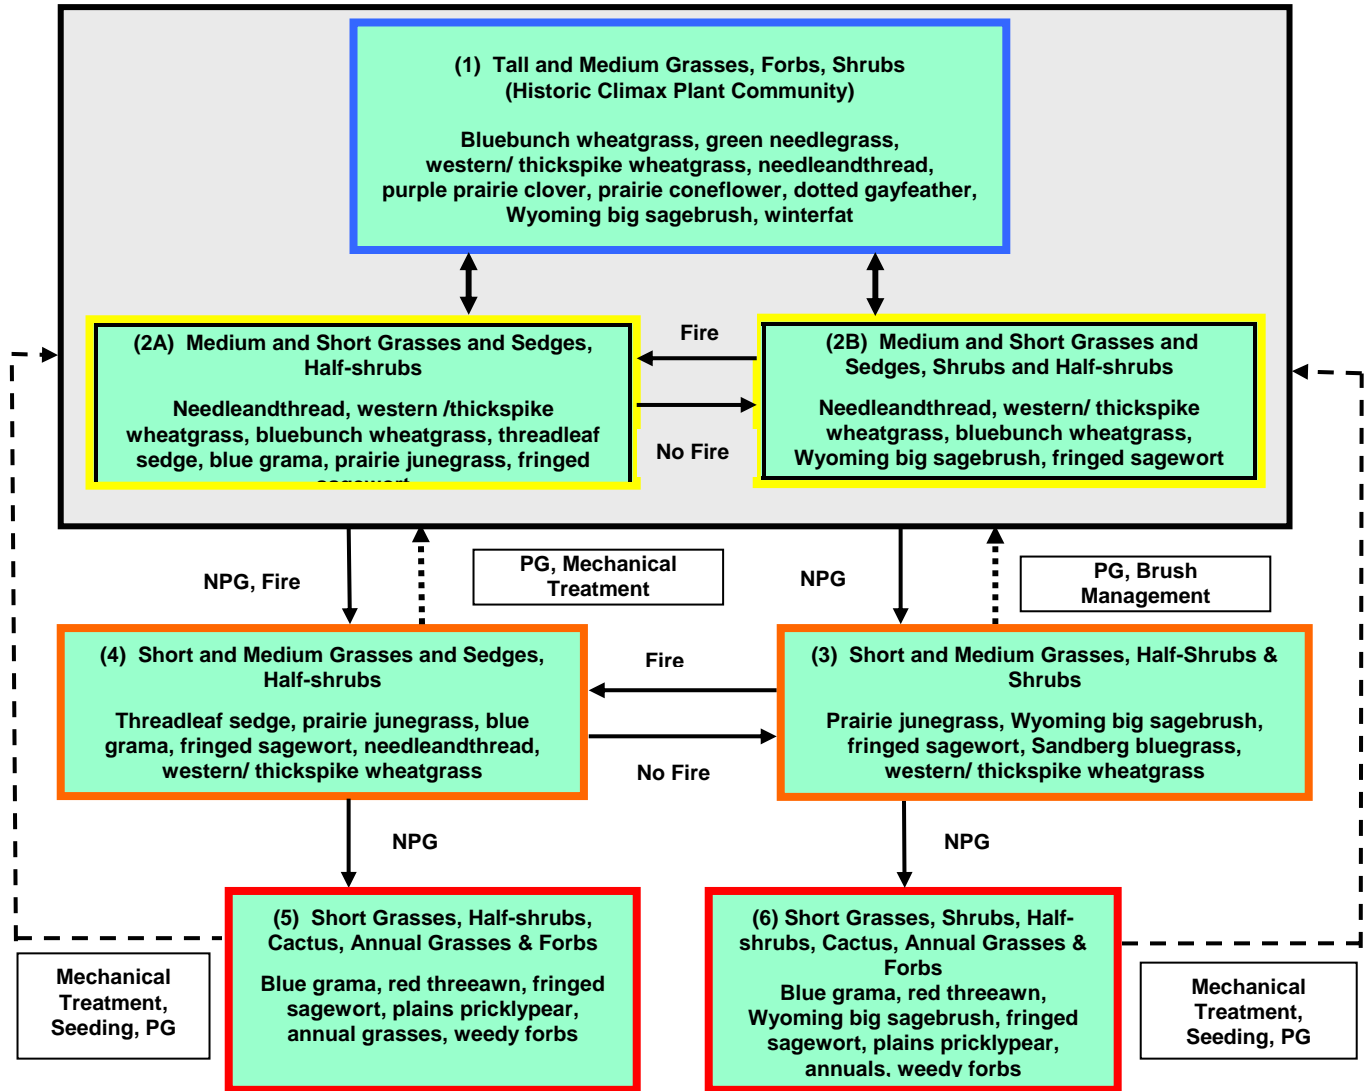 (1) Tall and Medium Grasses, Forbs, Shrubs
(Historic Climax Plant Community)
Bluebunch wheatgrass, green needlegrass,
western/ thickspike wheatgrass, needleandthread,
purple prairie clover, prairie coneflower, dotted gayfeather,
Wyoming big sagebrush, winterfat
(2A) Medium and Short Grasses and Sedges,
Half-shrubs
Needleandthread, western /thickspike
wheatgrass, bluebunch wheatgrass, threadleaf
sedge, blue grama, prairie junegrass, fringed
sagewort
Fire
No Fire
(2B) Medium and Short Grasses and
Sedges, Shrubs and Half-shrubs
Needleandthread, western/ thickspike
wheatgrass, bluebunch wheatgrass,
Wyoming big sagebrush, fringed sagewort
NPG, Fire
PG, Mechanical
Treatment
NPG
PG, Brush
Management
(4) Short and Medium Grasses and Sedges,
Half-shrubs
Threadleaf sedge, prairie junegrass, blue
grama, fringed sagewort, needleandthread,
western/ thickspike wheatgrass
Fire
No Fire
(3) Short and Medium Grasses, Half-Shrubs &
Shrubs
Prairie junegrass, Wyoming big sagebrush,
fringed sagewort, Sandberg bluegrass,
western/ thickspike wheatgrass
NPG
NPG
(5) Short Grasses, Half-shrubs,
Cactus, Annual Grasses & Forbs
Blue grama, red threeawn, fringed
sagewort, plains pricklypear,
annual grasses, weedy forbs
(6) Short Grasses, Shrubs, Half-
shrubs, Cactus, Annual Grasses &
Forbs
Blue grama, red threeawn,
Wyoming big sagebrush, fringed
sagewort, plains pricklypear,
annuals, weedy forbs
Mechanical
Treatment,
Seeding, PG
Mechanical
Treatment,
Seeding, PG